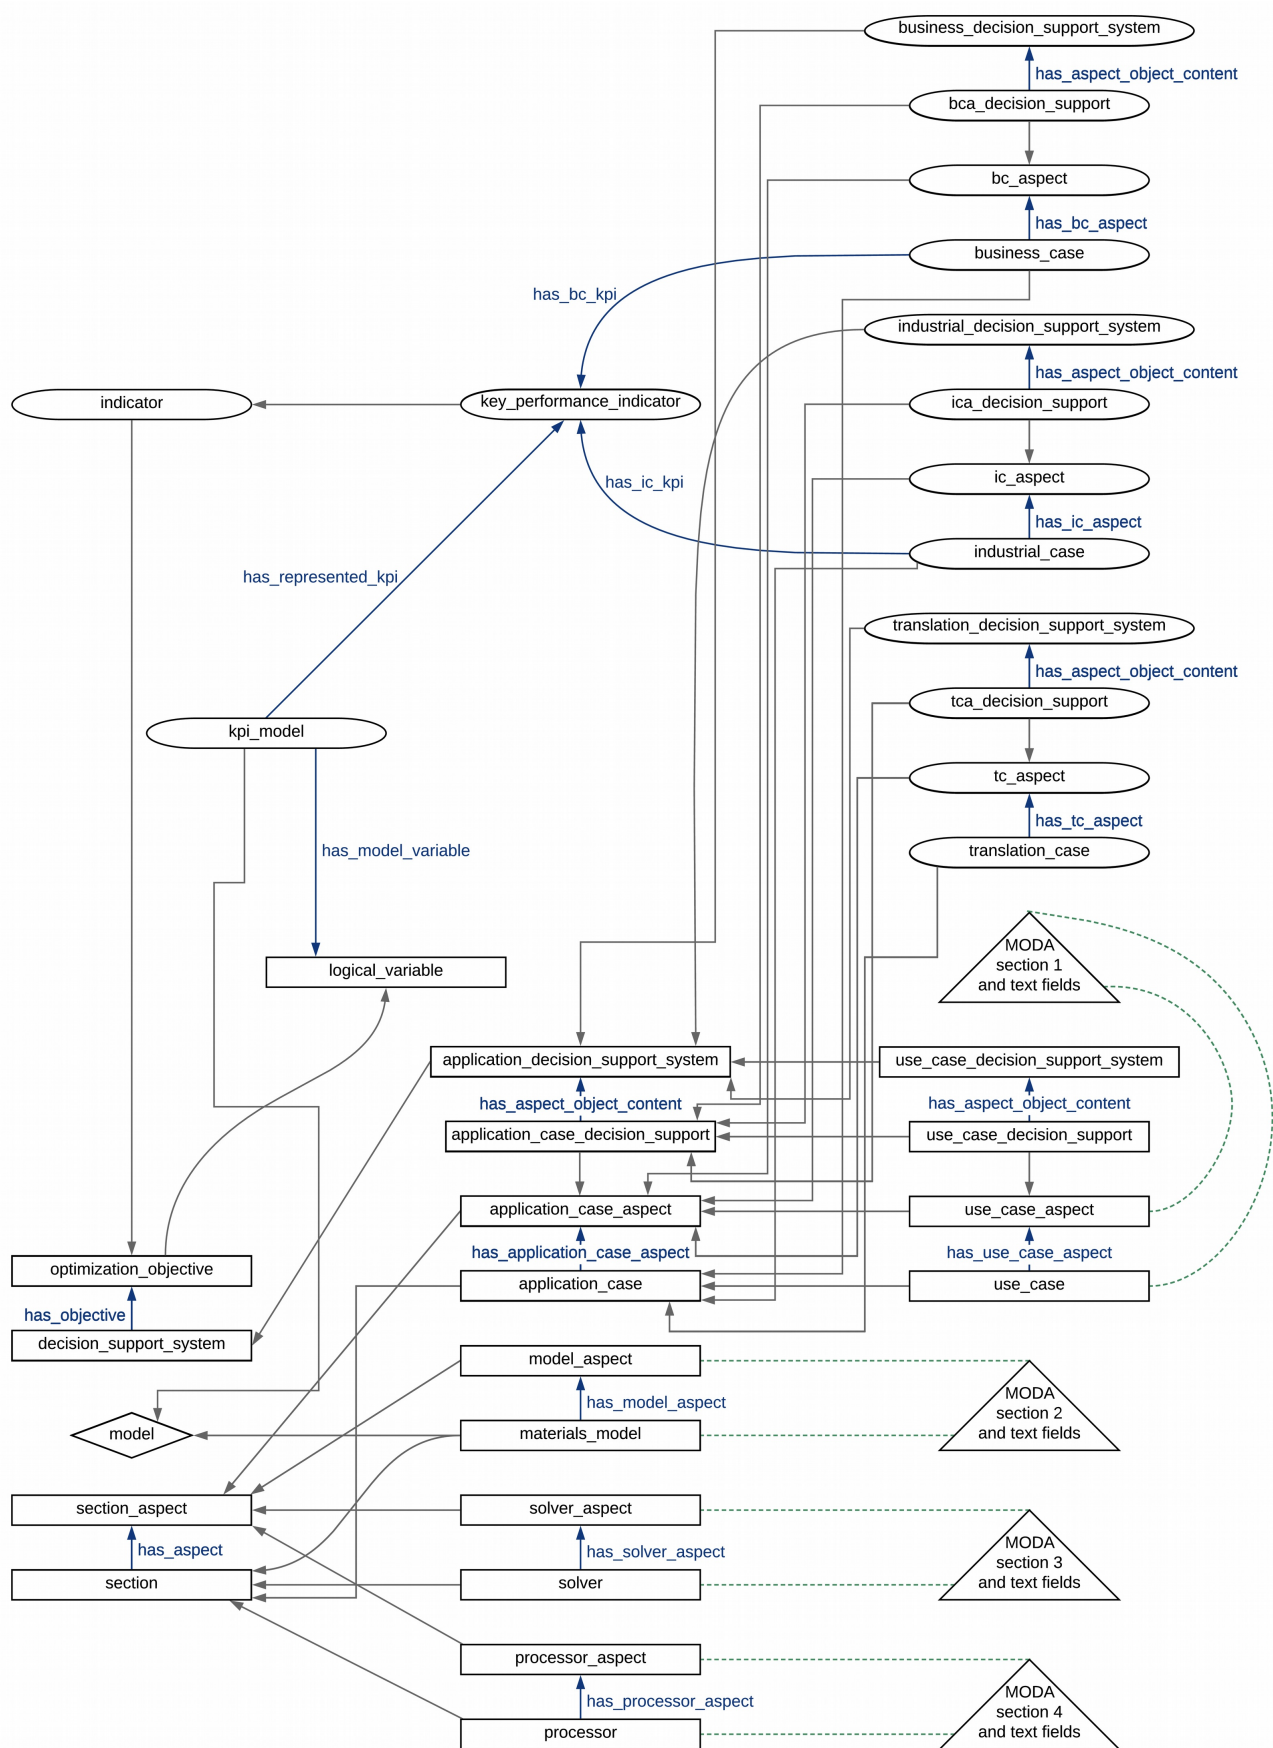 business_decision_support_system
has_aspect_object_content
bca_decision_support
bc_aspect
has_bc_aspect
business_case
has_bc_kpi
industrial_decision_support_system
has_aspect_object_content
indicator
key_performance_indicator
ica_decision_support
ic_aspect
has_ic_kpi
has_ic_aspect
industrial_case
has_represented_kpi
translation_decision_support_system
has_aspect_object_content
tca_decision_support
kpi_model
tc_aspect
has_tc_aspect
has_model_variable
translation_case
MODA
section 1
and text fields
logical_variable
application_decision_support_system
use_case_decision_support_system
has_aspect_object_content
has_aspect_object_content
application_case_decision_support
use_case_decision_support
application_case_aspect
use_case_aspect
has_application_case_aspect
has_use_case_aspect
optimization_objective
application_case
use_case
has_objective
decision_support_system
model_aspect
has_model_aspect
MODA
section 2
and text fields
model
materials_model
section_aspect
solver_aspect
has_aspect
has_solver_aspect
MODA
section 3
and text fields
section
solver
processor_aspect
has_processor_aspect
MODA
section 4
and text fields
processor